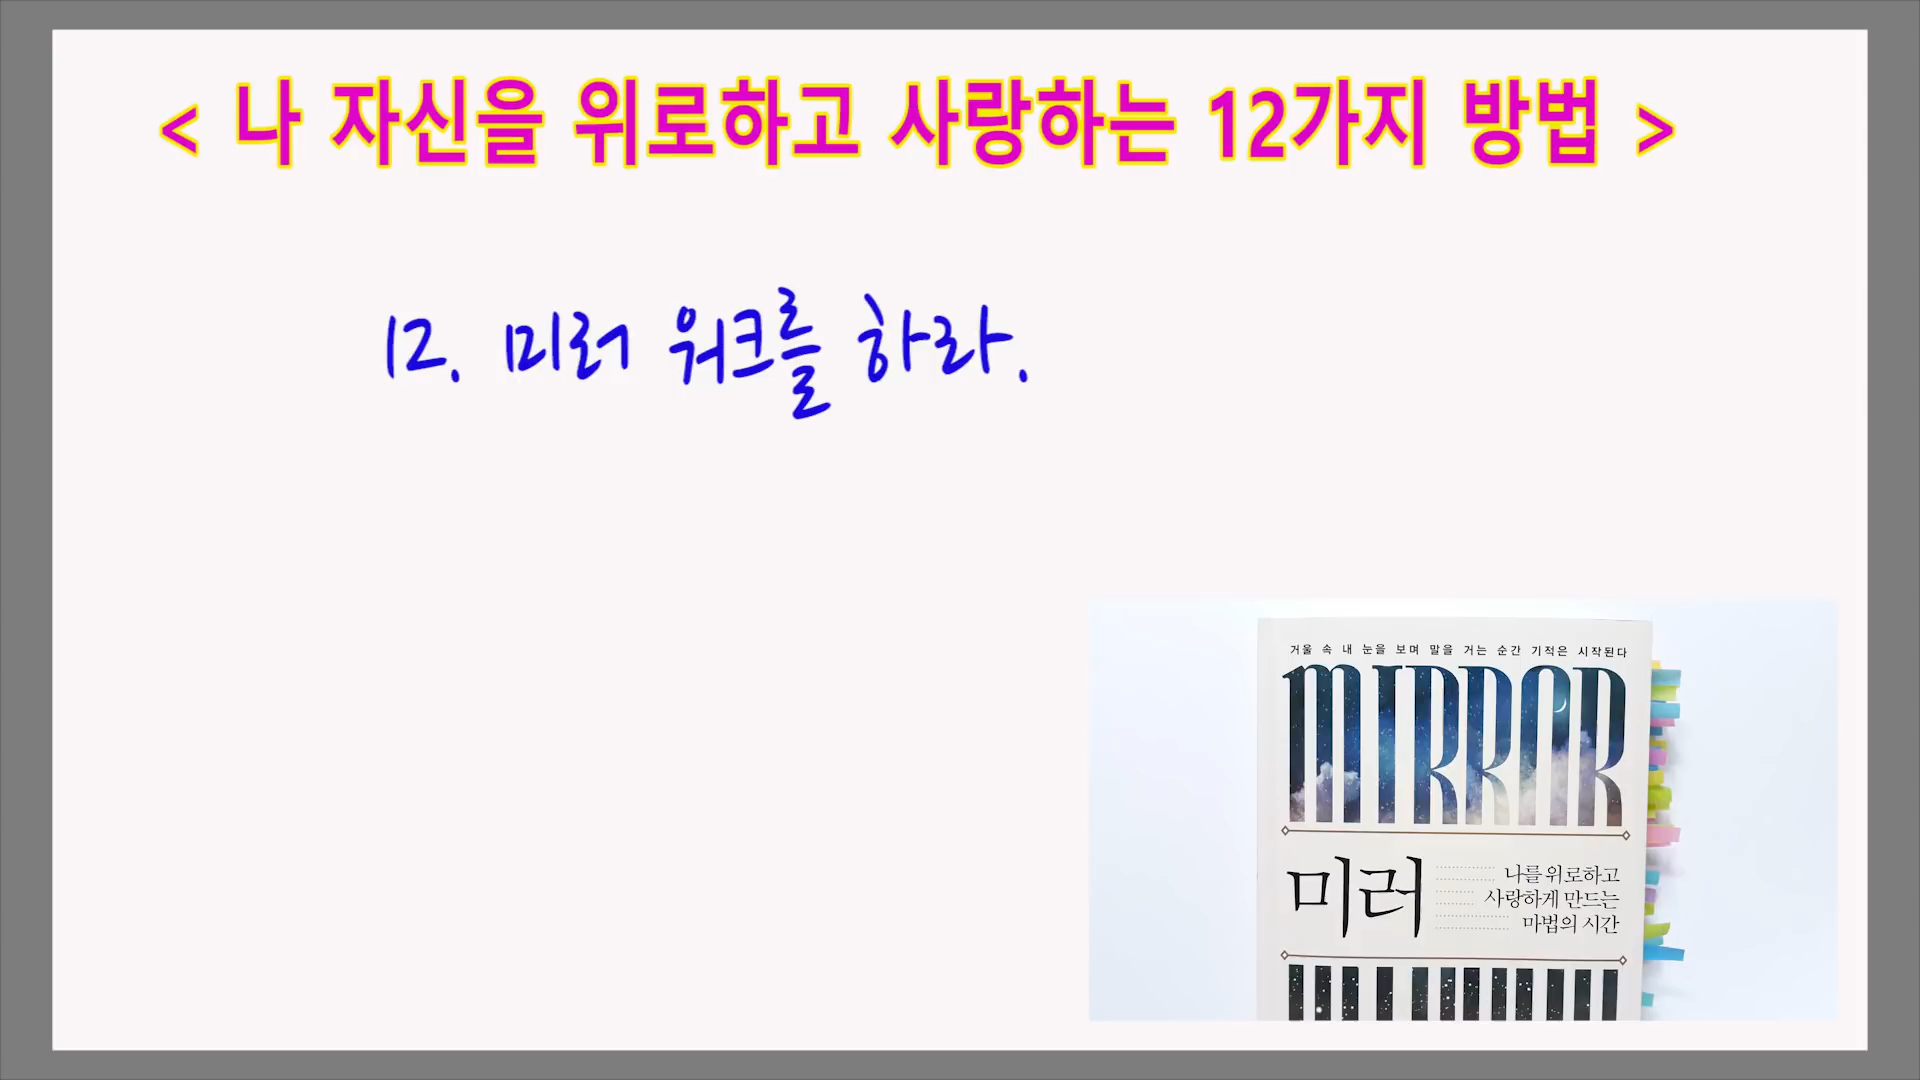 < 나 자신을 위로하고 사랑하는 12가지 방법 >
12. 미러 워크를 하라.
거울 속 내 눈을 보며 말을 거는 순간 기적은 시작된다
MIRROR
미러
나를 위로하고
사랑하게 만드는
마법의 시간